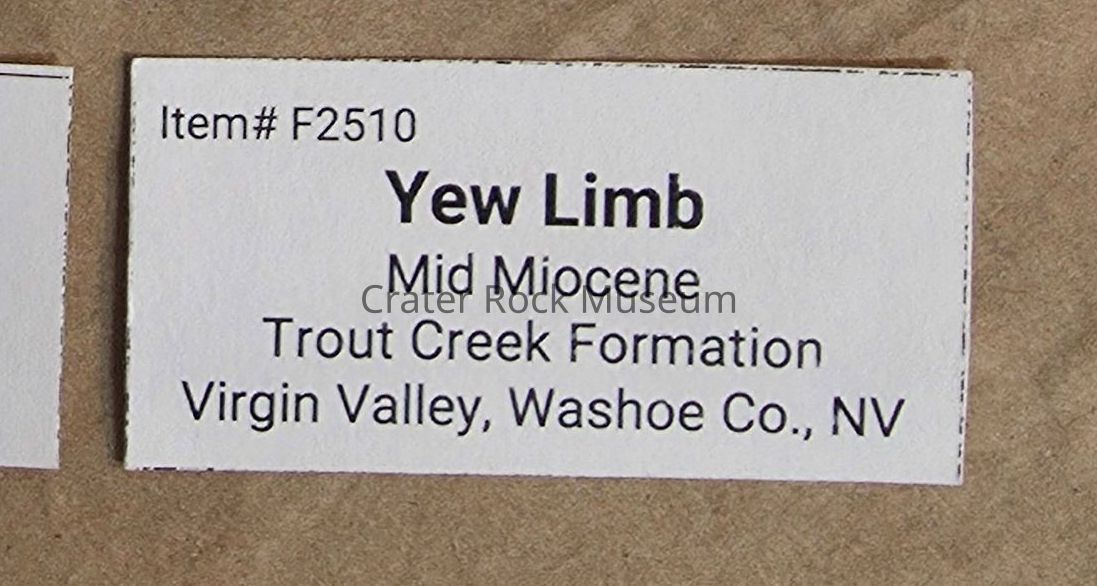 Item# F2510
Yew Limb
Mid Miocene
Crater Rock Museum
Trout Creek Formation
Virgin Valley, Washoe Co., NV